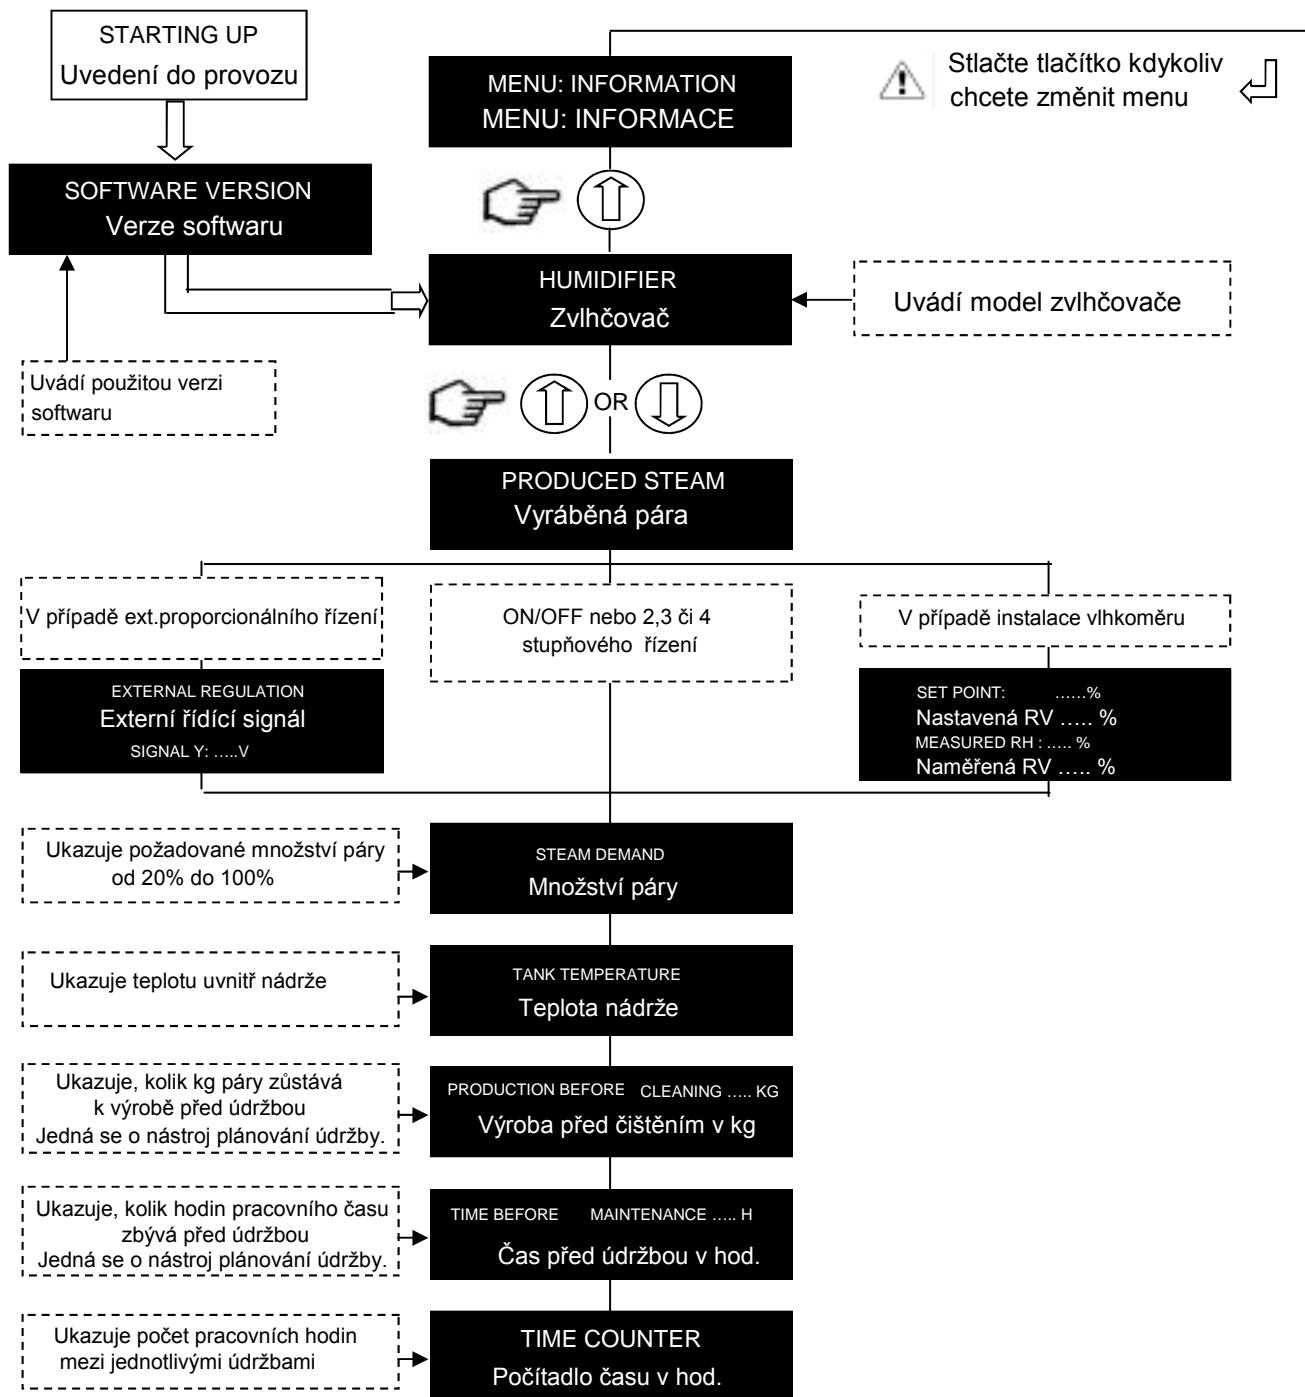 STARTING UP
Uvedení do provozu
MENU: INFORMATION
MENU: INFORMACE
Stlačte tlačítko kdykoliv
chcete změnit menu
SOFTWARE VERSION
Verze softwaru
HUMIDIFIER
Zvlhčovač
Uvádí model zvlhčovače
Uvádí použitou verzi
softwaru
OR
PRODUCED STEAM
Vyráběná pára
V případě ext.proporcionálního řízení
ON/OFF nebo 2,3 či 4
stupňového řízení
V případě instalace vlhkoměru
EXTERNAL REGULATION
Externí řídící signál
SIGNAL Y: …..V
SET POINT: ……%
Nastavená RV ….. %
MEASURED RH : ….. %
Naměřená RV ….. %
Ukazuje požadované množství páry
od 20% do 100%
STEAM DEMAND
Množství páry
Ukazuje teplotu uvnitř nádrže
TANK TEMPERATURE
Teplota nádrže
Ukazuje, kolik kg páry zůstává
k výrobě před údržbou
Jedná se o nástroj plánování údržby.
PRODUCTION BEFORE CLEANING ….. KG
Výroba před čištěním v kg
Ukazuje, kolik hodin pracovního času
zbývá před údržbou
Jedná se o nástroj plánování údržby.
TIME BEFORE MAINTENANCE ….. H
Čas před údržbou v hod.
Ukazuje počet pracovních hodin
mezi jednotlivými údržbami
TIME COUNTER
Počítadlo času v hod.